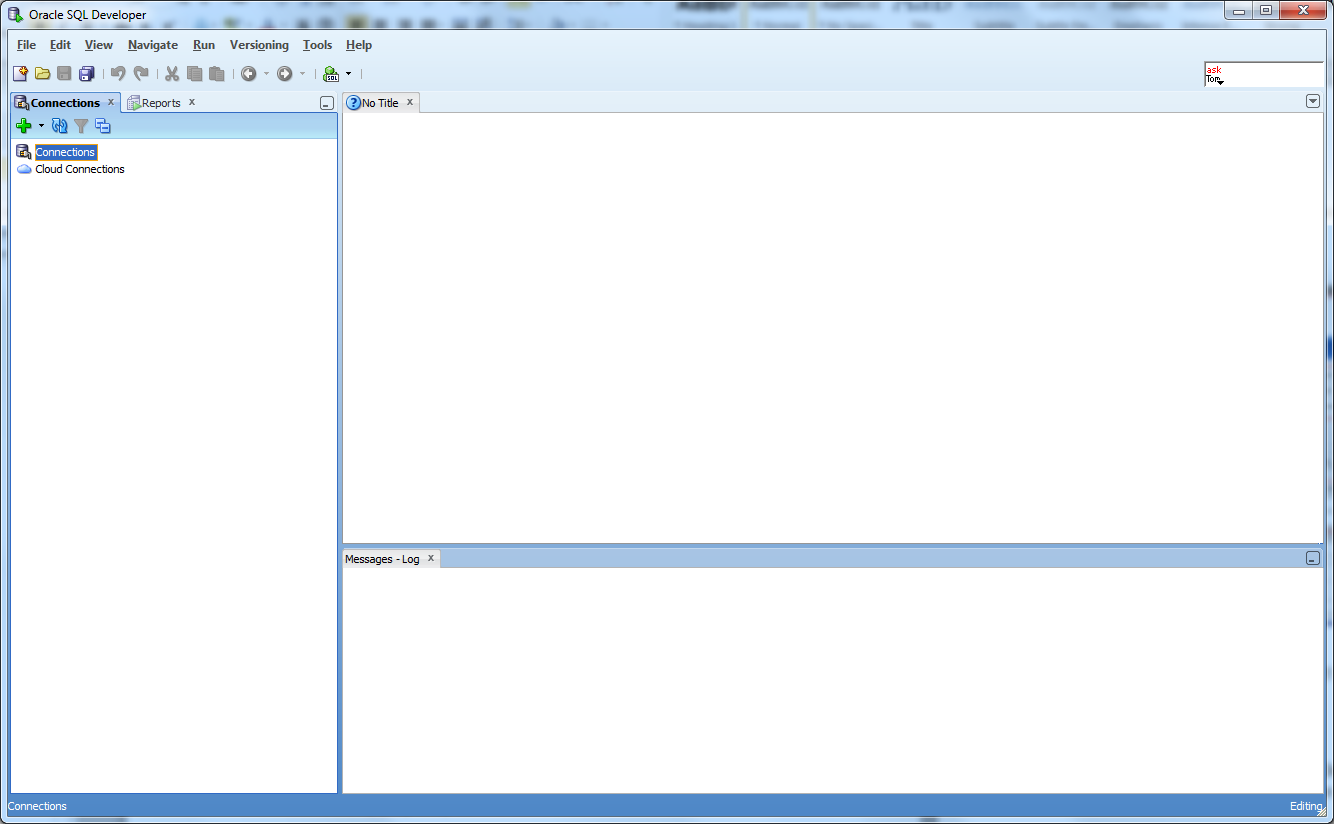 Oracle SQL Developer
File Edit View Navigate Run Versioning Tools Help
SQL
ask
Tom
Connections x Reports x
No Title x
Connections
Cloud Connections
Messages - Log x
Connections Editing